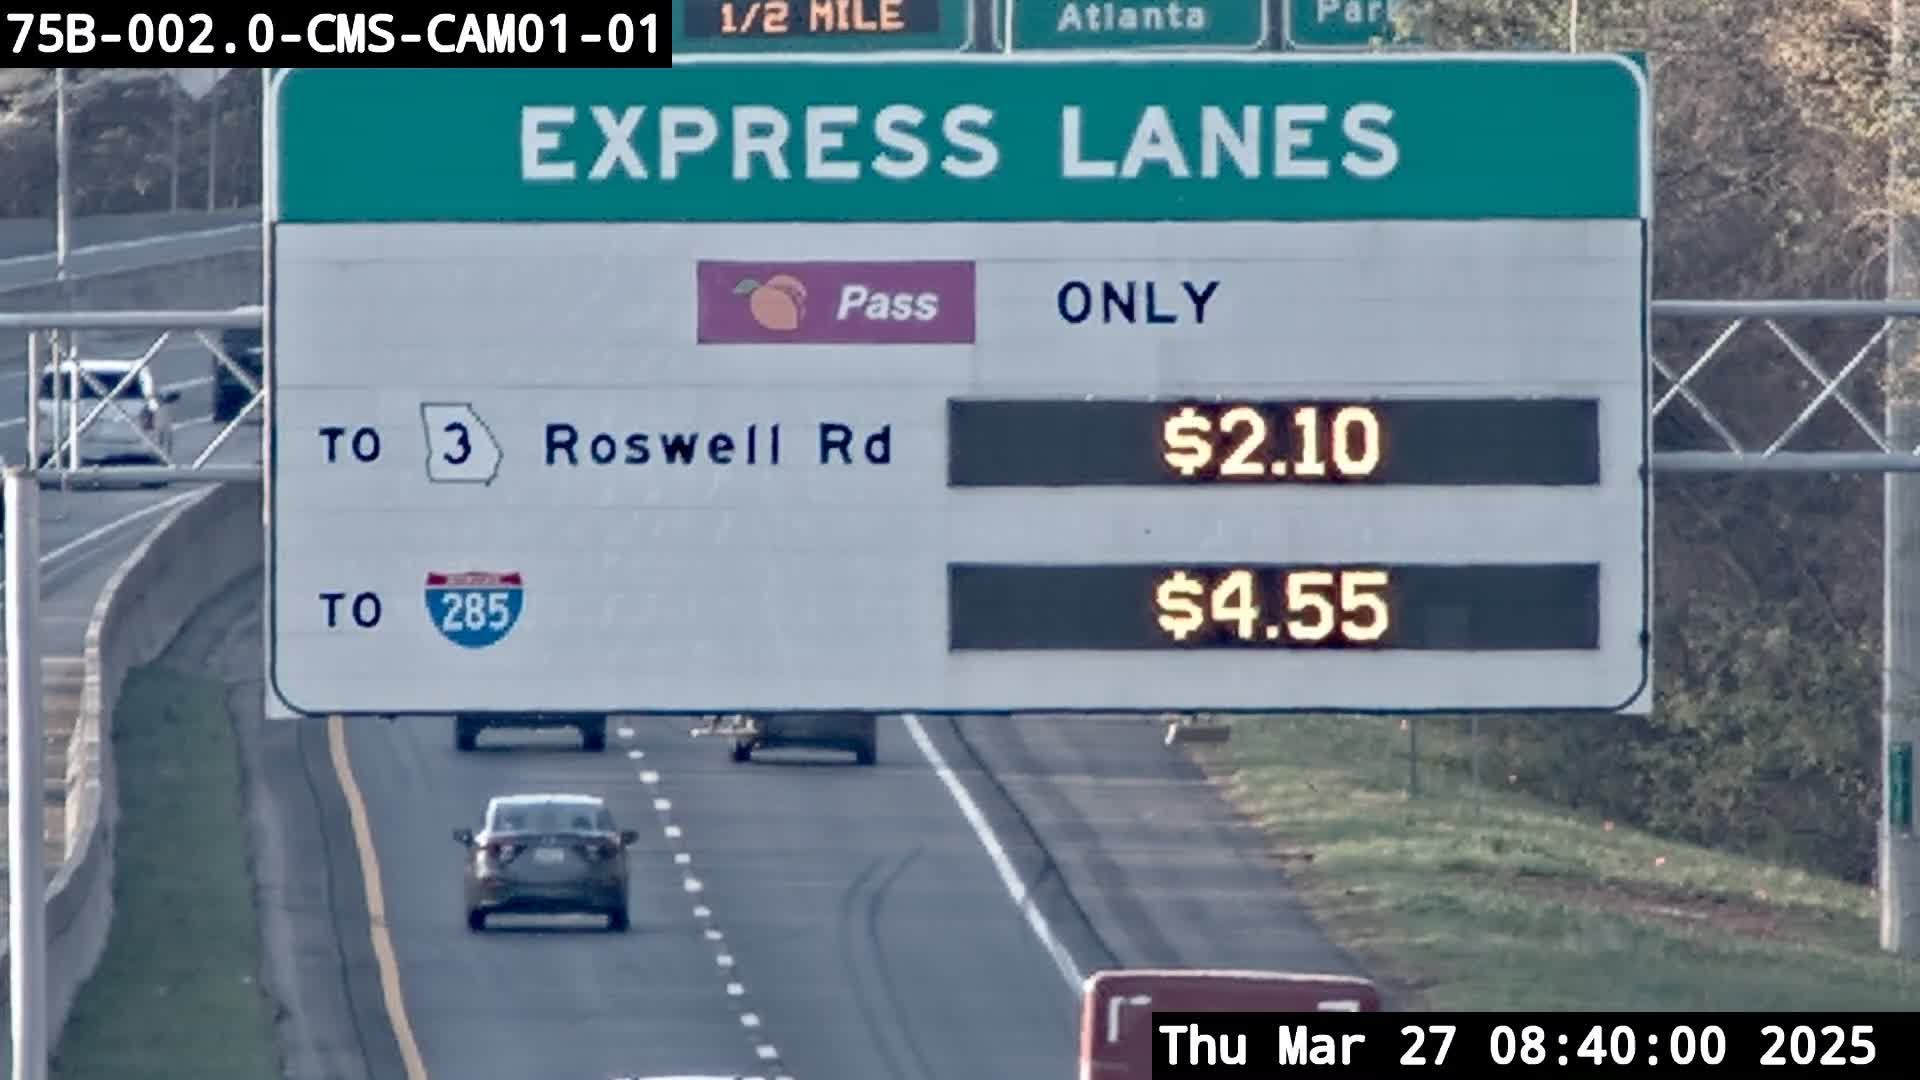 75B-002.0-CMS-CAM01-01
1/2 MILE
Atlanta
EXPRESS LANES
Pass ONLY
TO 3 Roswell Rd $2.10
TO 285 $4.55
Thu Mar 27 08:40:00 2025